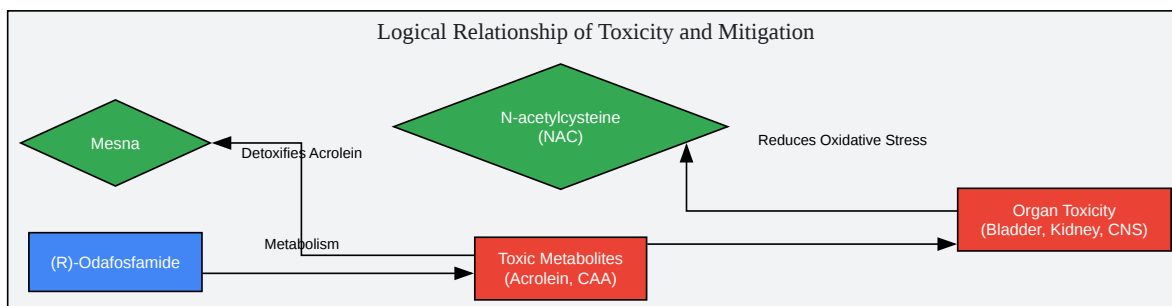 Logical Relationship of Toxicity and Mitigation
N-acetylcysteine
(NAC)
Mesna
Detoxifies Acrolein
Reduces Oxidative Stress
Organ Toxicity
(Bladder, Kidney, CNS)
Metabolism
(R)-Odafosfamide
Toxic Metabolites
(Acrolein, CAA)